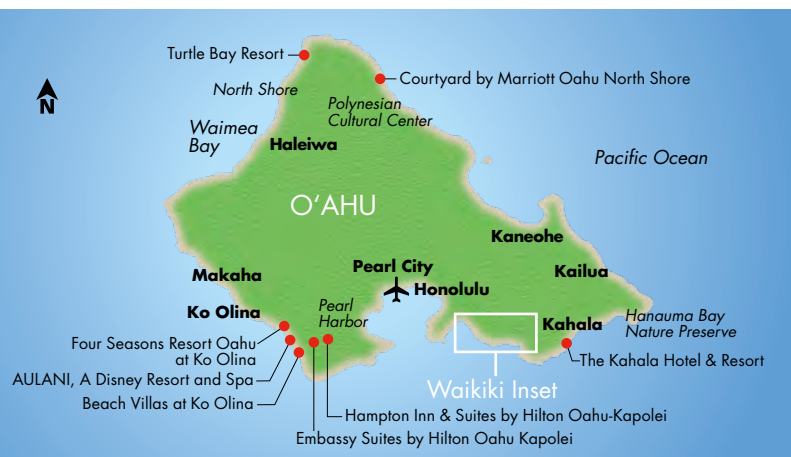 Turtle Bay Resort
North Shore
Courtyard by Marriott Oahu North Shore
N
Polynesian
Cultural Center
Waimea
Bay
Haleiwa
Pacific Ocean
O‘AHU
Kaneohe
Pearl City
Kailua
Makaha
Honolulu
Ko Olina
Pearl
Harbor
Hanauma Bay
Nature Preserve
Kahala
Four Seasons Resort Oahu
at Ko Olina
The Kahala Hotel & Resort
AULANI, A Disney Resort and Spa
Waikiki Inset
Beach Villas at Ko Olina
Hampton Inn & Suites by Hilton Oahu-Kapolei
Embassy Suites by Hilton Oahu Kapolei